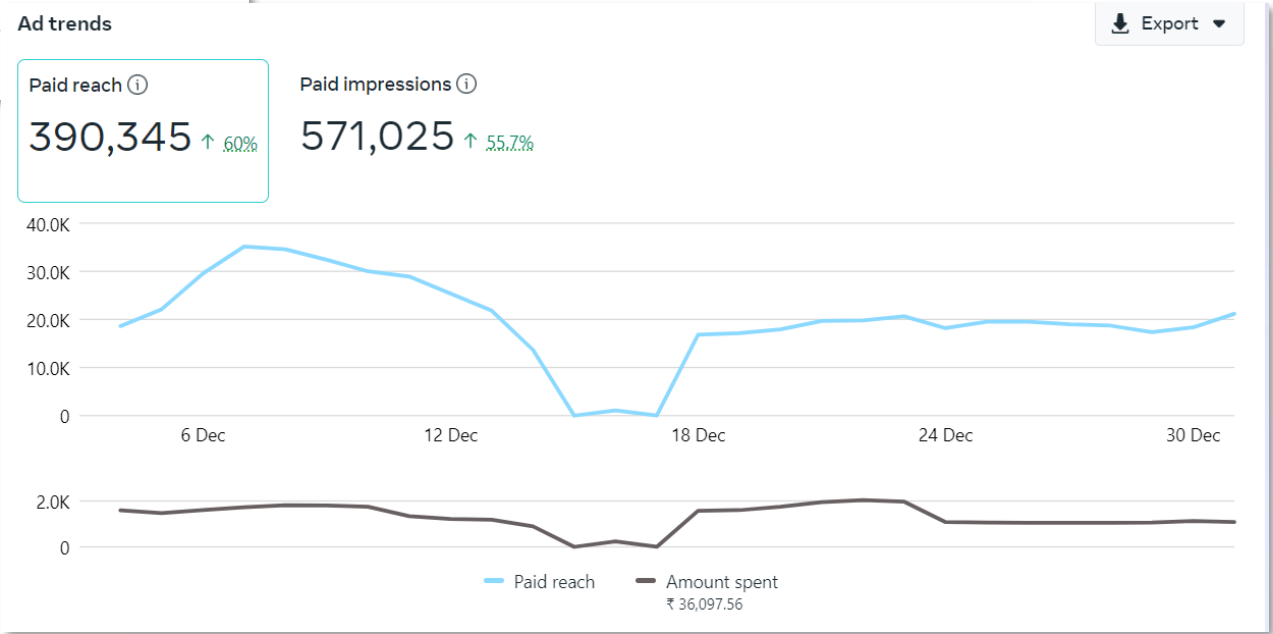 Ad trends
Export
Paid reach
390,345 ↑ 60%
Paid impressions
571,025 ↑ 55.7%
40.0K
30.0K
20.0K
10.0K
0
6 Dec 12 Dec 18 Dec 24 Dec 30 Dec
2.0K
0
Paid reach
Amount spent
₹ 36,097.56